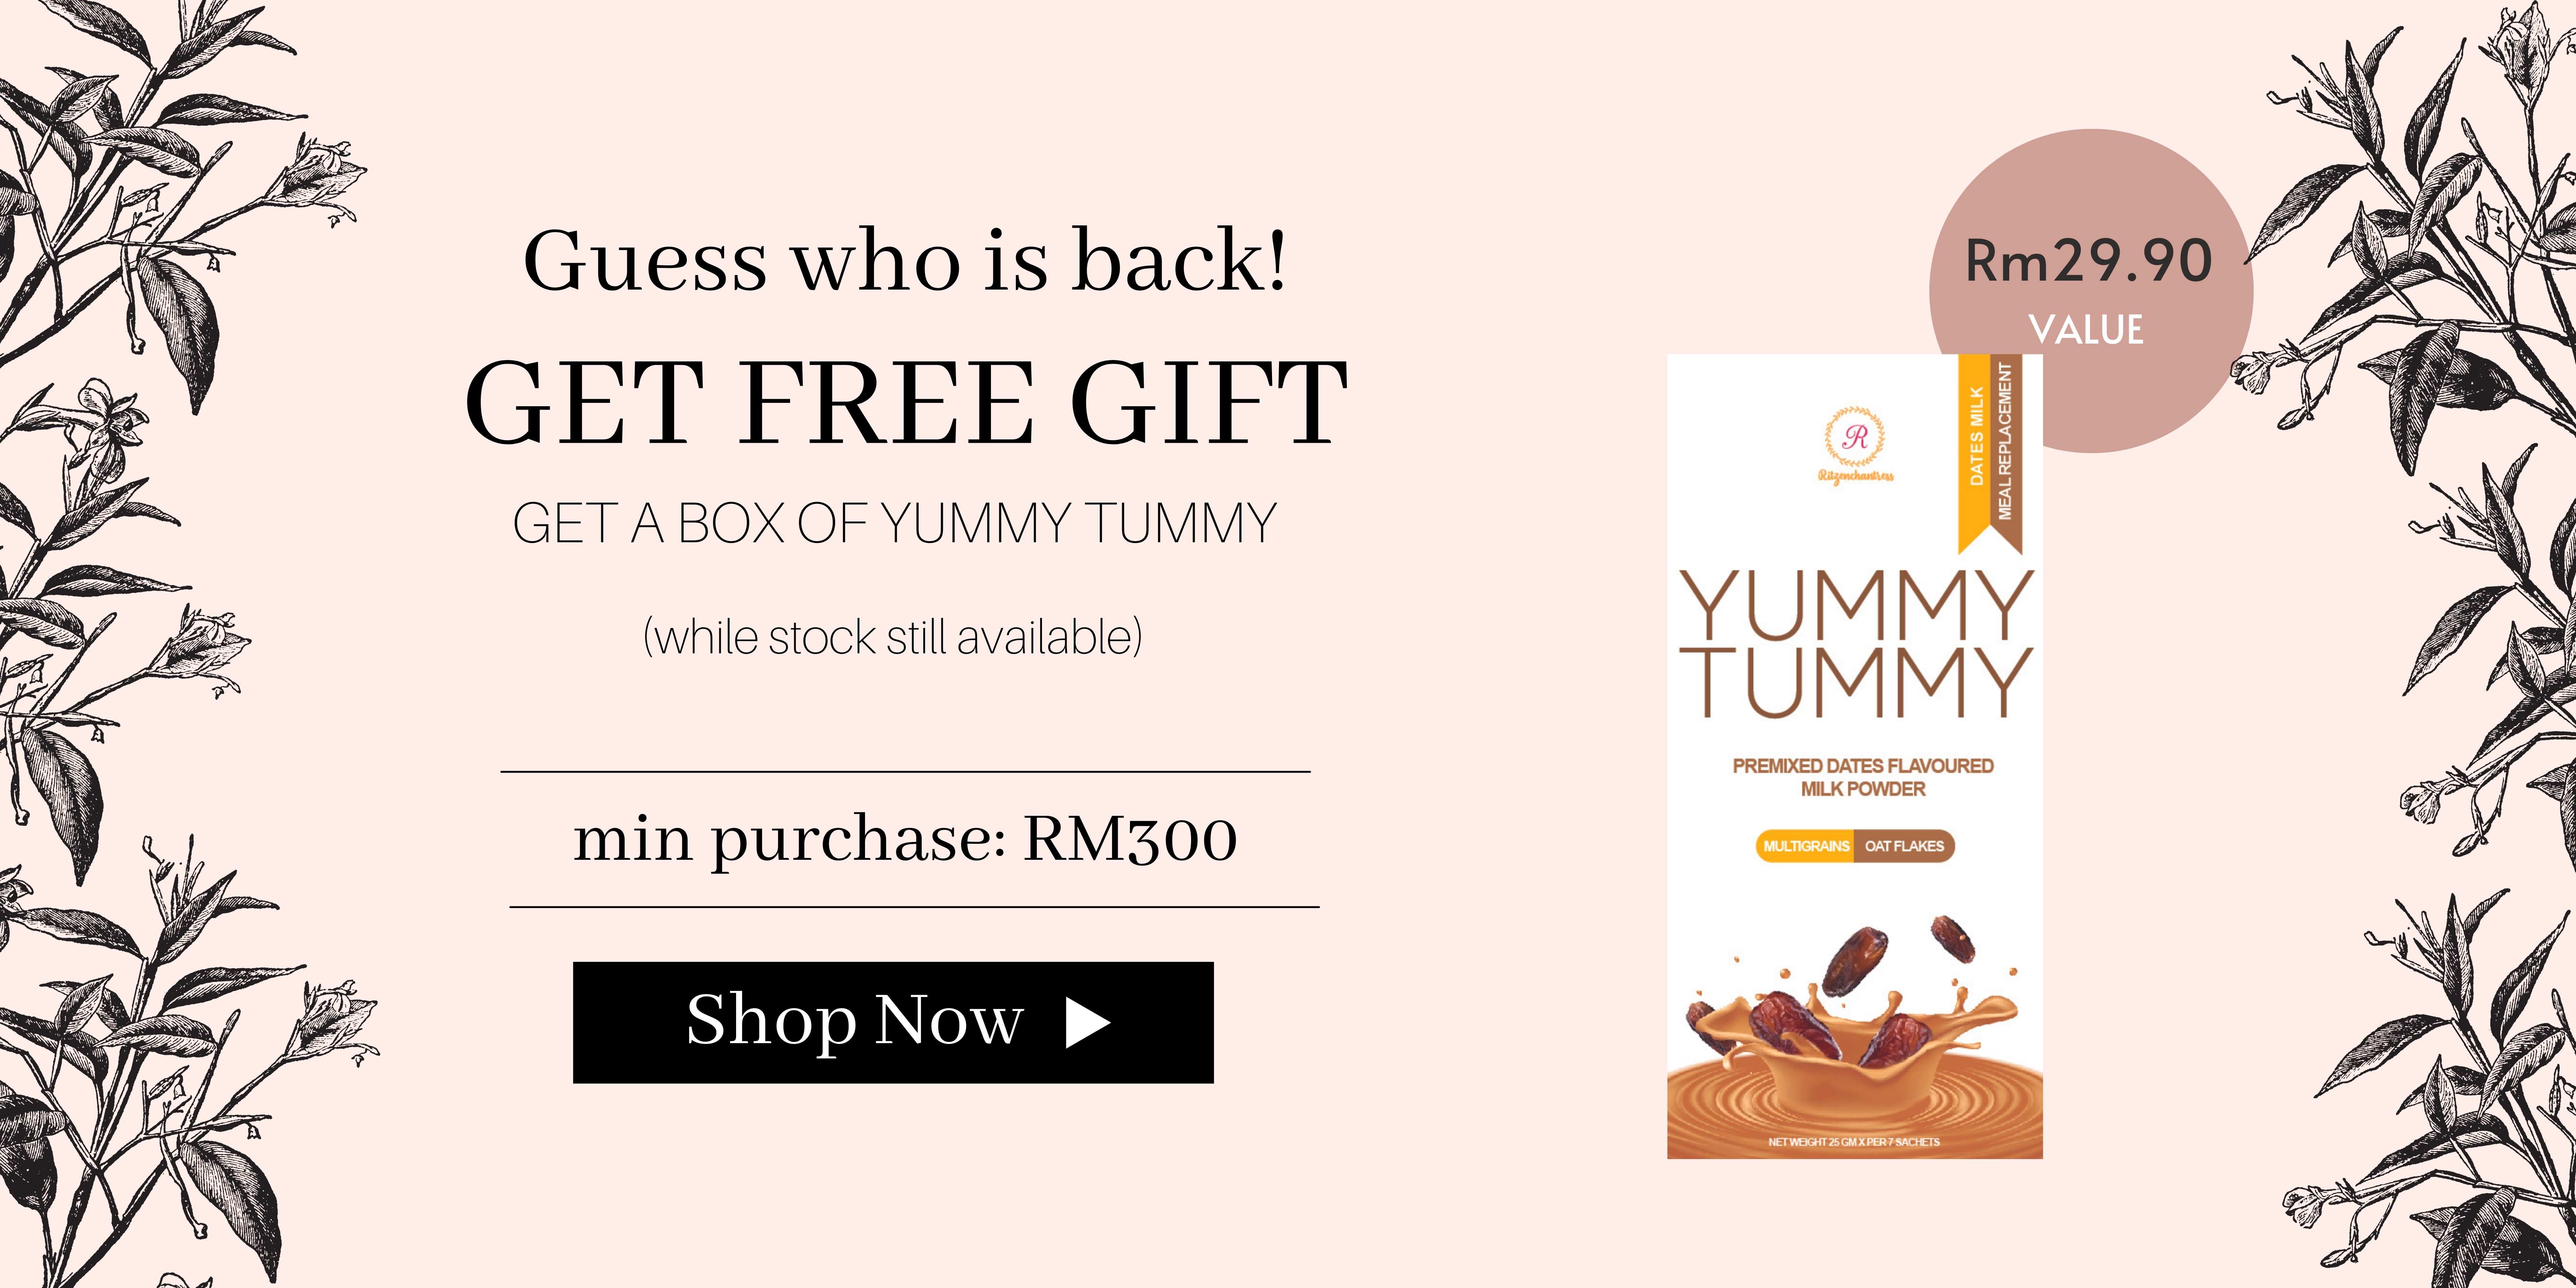 Guess who is back!
GET FREE GIFT
GET A BOX OF YUMMY TUMMY
(while stock still available)
min purchase: RM300
Shop Now
Rm29.90
VALUE
DATES MILK
MEAL REPLACEMENT
R
Ritzenchantress
YUMMY
TUMMY
PREMIXED DATES FLAVOURED
MILK POWDER
MULTIGRAINS OAT FLAKES
NET WEIGHT 25 GM X PER 7 SACHETS